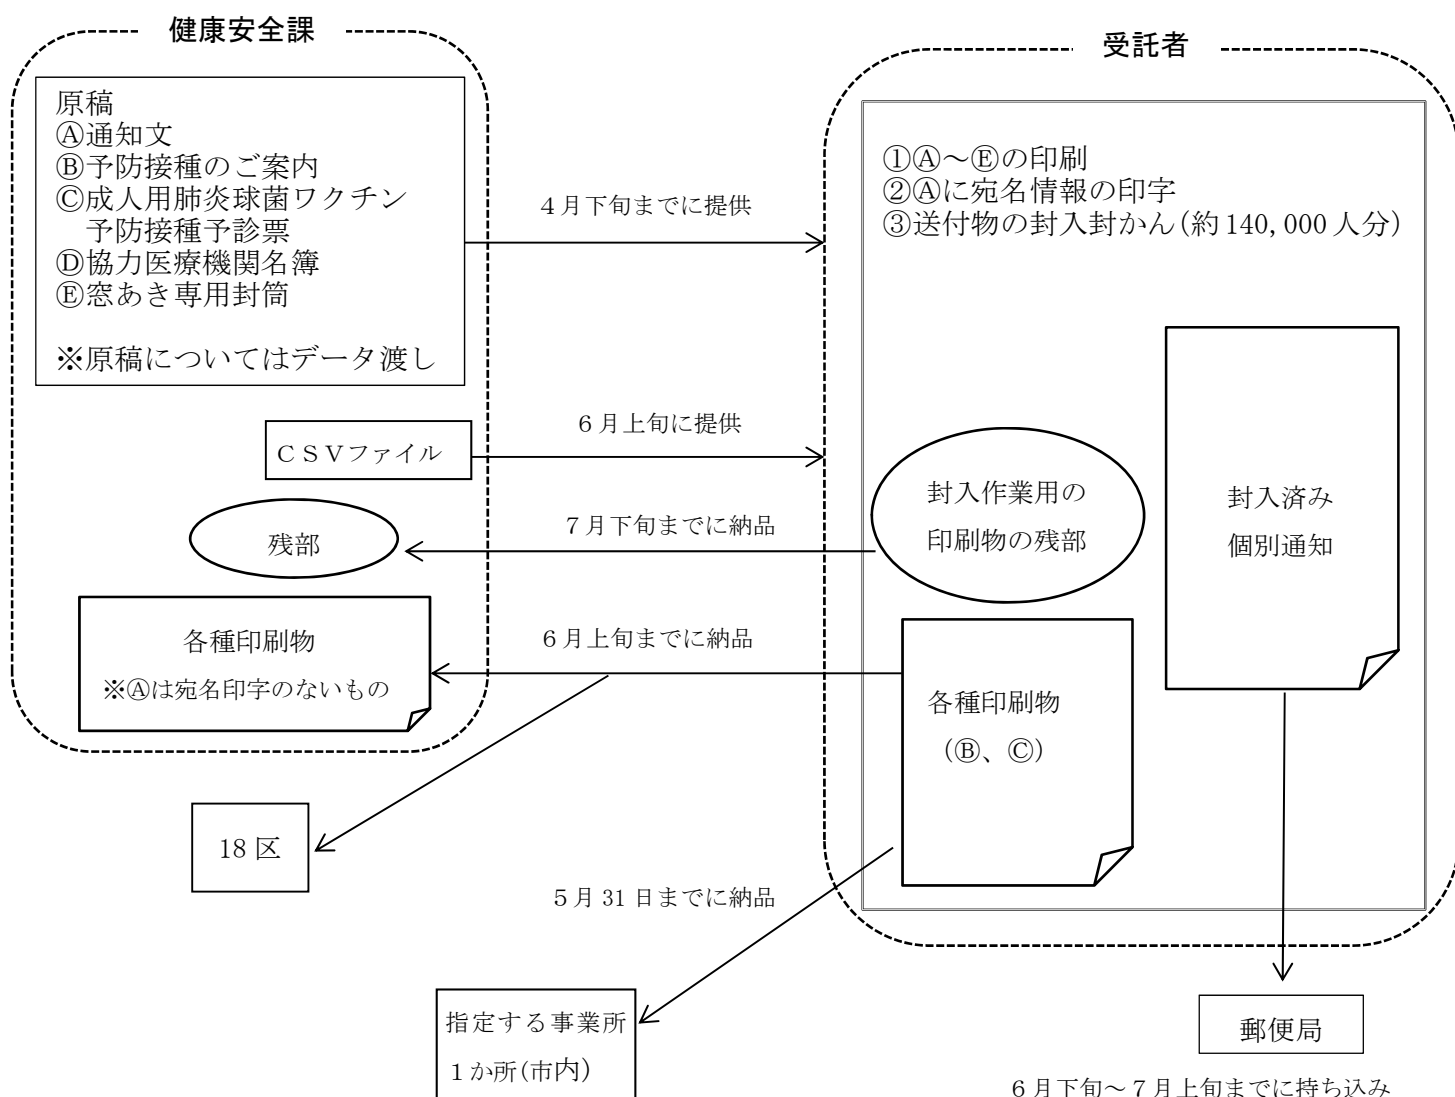 健康安全課
原稿
Ⓐ通知文
Ⓑ予防接種のご案内
Ⓒ成人用肺炎球菌ワクチン
予防接種予診票
Ⓓ協力医療機関名簿
Ⓔ窓あき専用封筒
※原稿についてはデータ渡し
ＣＳＶファイル
残部
各種印刷物
※Ⓐは宛名印字のないもの
４月下旬までに提供
６月上旬に提供
７月下旬までに納品
６月上旬までに納品
受託者
①Ⓐ～Ⓔの印刷
②Ⓐに宛名情報の印字
③送付物の封入封かん(約140,000人分)
封入作業用の
印刷物の残部
封入済み
個別通知
各種印刷物
（Ⓑ、Ⓒ）
18区
５月31日までに納品
指定する事業所
１か所(市内)
郵便局
６月下旬～７月上旬までに持ち込み